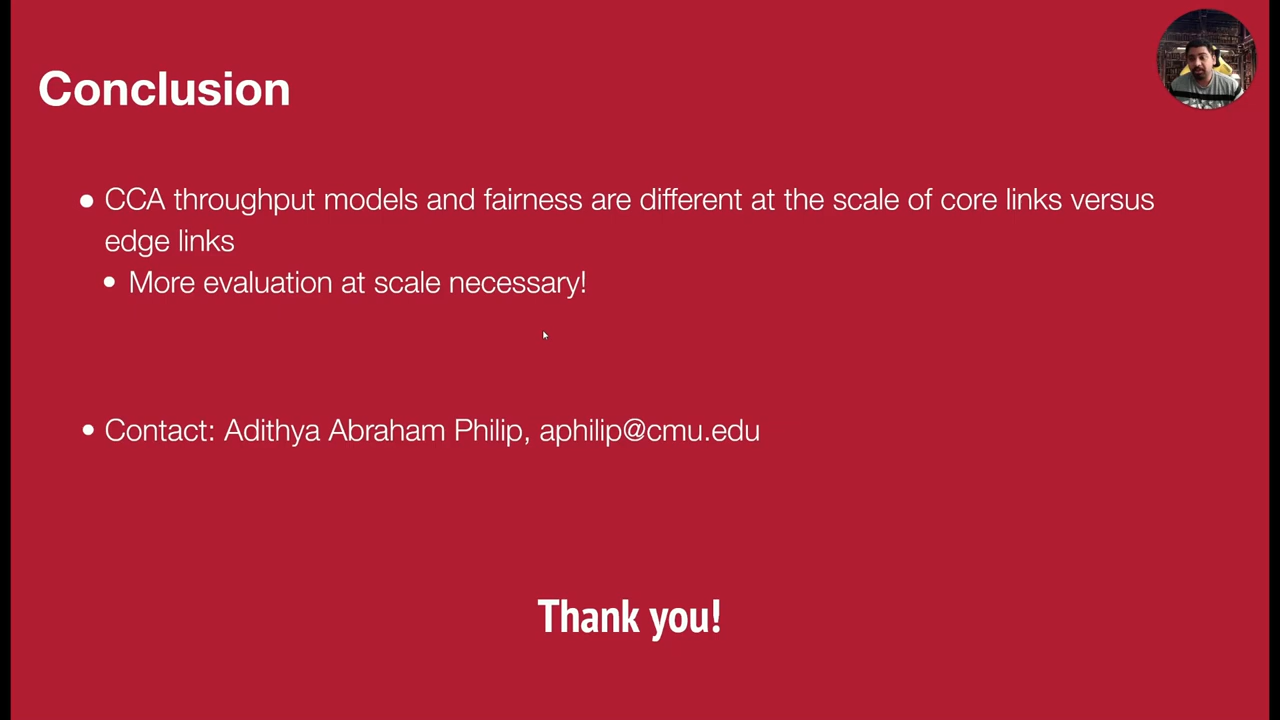 Conclusion
● CCA throughput models and fairness are different at the scale of core links versus
edge links
• More evaluation at scale necessary!
• Contact: Adithya Abraham Philip, aphilip@cmu.edu
Thank you!